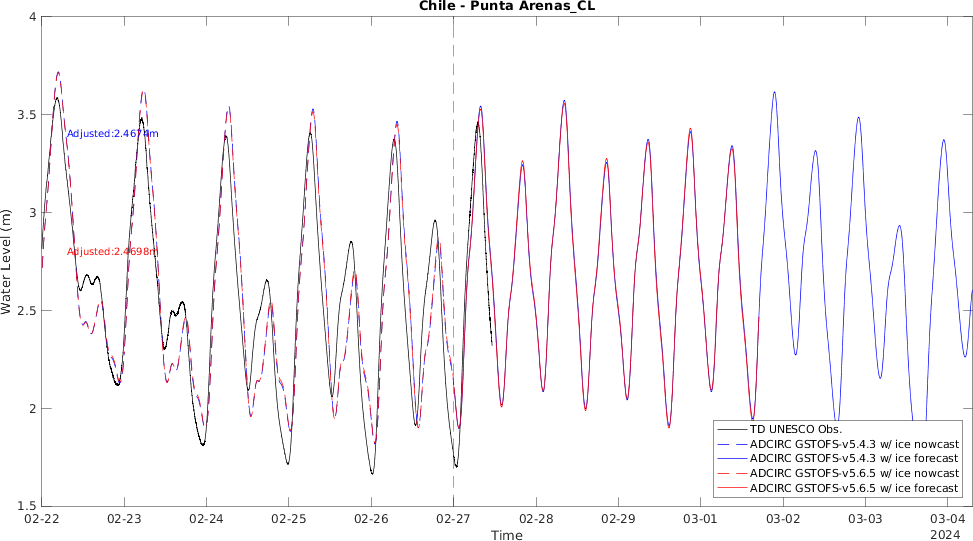 Chile - Punta Arenas_CL
4
3.5
3
2.5
2
1.5
Water Level (m)
Adjusted:2.4674m
Adjusted:2.4698m
TD UNESCO Obs.
ADCIRC GSTOFS-v5.4.3 w/ ice nowcast
ADCIRC GSTOFS-v5.4.3 w/ ice forecast
ADCIRC GSTOFS-v5.6.5 w/ ice nowcast
ADCIRC GSTOFS-v5.6.5 w/ ice forecast
02-22 02-23 02-24 02-25 02-26 02-27 02-28 02-29 03-01 03-02 03-03 03-04
Time
2024